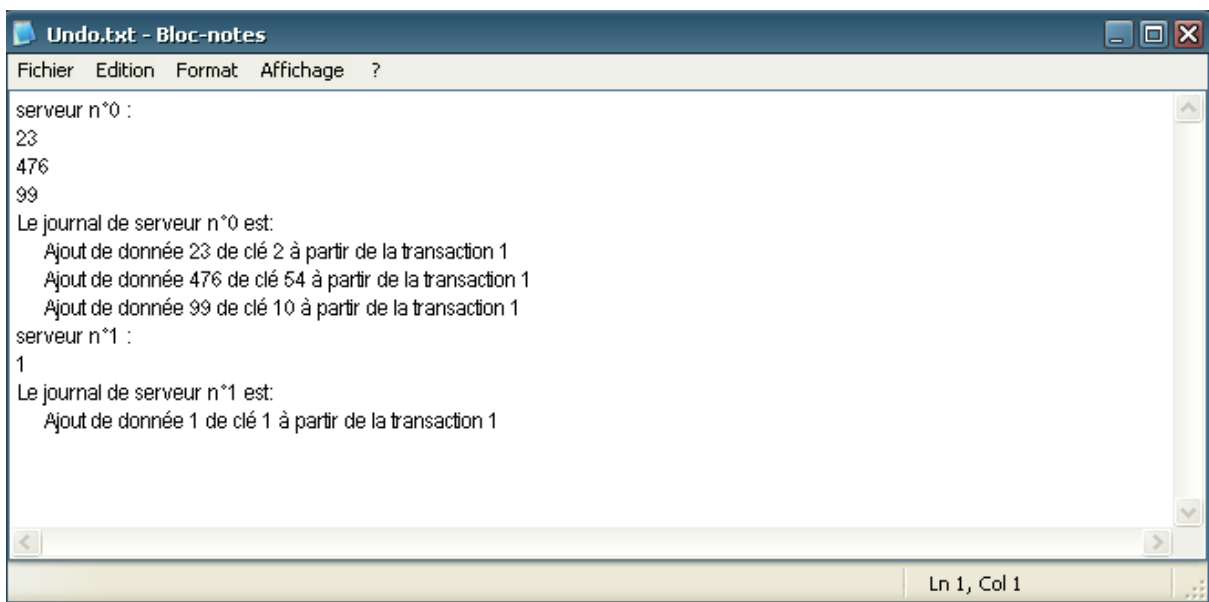 Undo.txt - Bloc-notes
Fichier Edition Format Affichage ?
serveur n°0 :
23
476
99
Le journal de serveur n°0 est:
Ajout de donnée 23 de clé 2 à partir de la transaction 1
Ajout de donnée 476 de clé 54 à partir de la transaction 1
Ajout de donnée 99 de clé 10 à partir de la transaction 1
serveur n°1 :
1
Le journal de serveur n°1 est:
Ajout de donnée 1 de clé 1 à partir de la transaction 1
Ln 1, Col 1